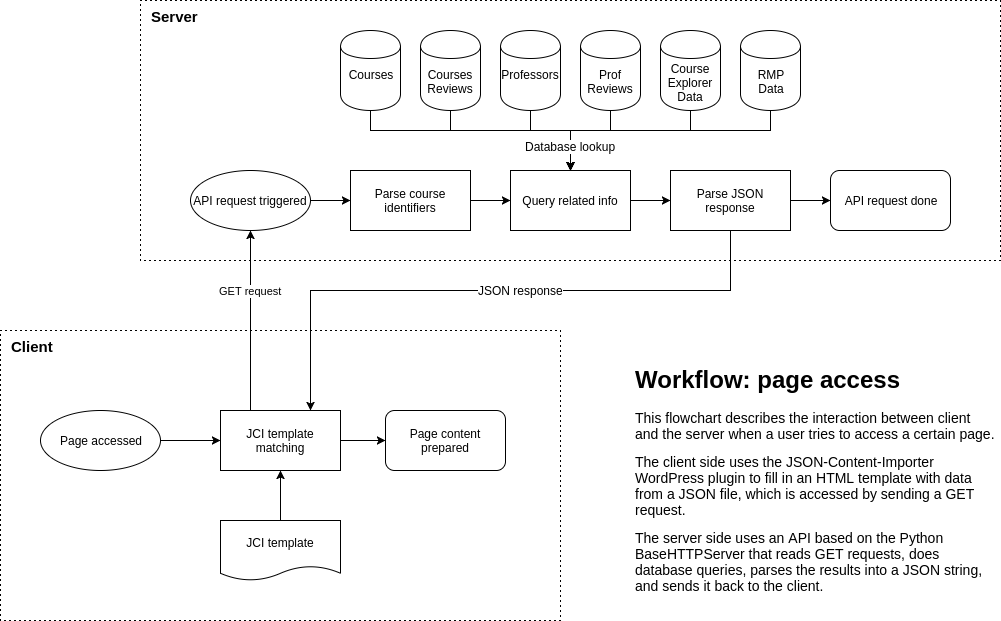 Server
Courses
Courses
Reviews
Professors
Prof
Reviews
Course
Explorer
Data
RMP
Data
Database lookup
API request triggered
Parse course
identifiers
Query related info
Parse JSON
response
API request done
GET request
JSON response
Client
Page accessed
JCI template
matching
Page content
prepared
JCI template
Workflow: page access
This flowchart describes the interaction between client
and the server when a user tries to access a certain page.
The client side uses the JSON-Content-Importer
WordPress plugin to fill in an HTML template with data
from a JSON file, which is accessed by sending a GET
request.
The server side uses an API based on the Python
BaseHTTPServer that reads GET requests, does
database queries, parses the results into a JSON string,
and sends it back to the client.